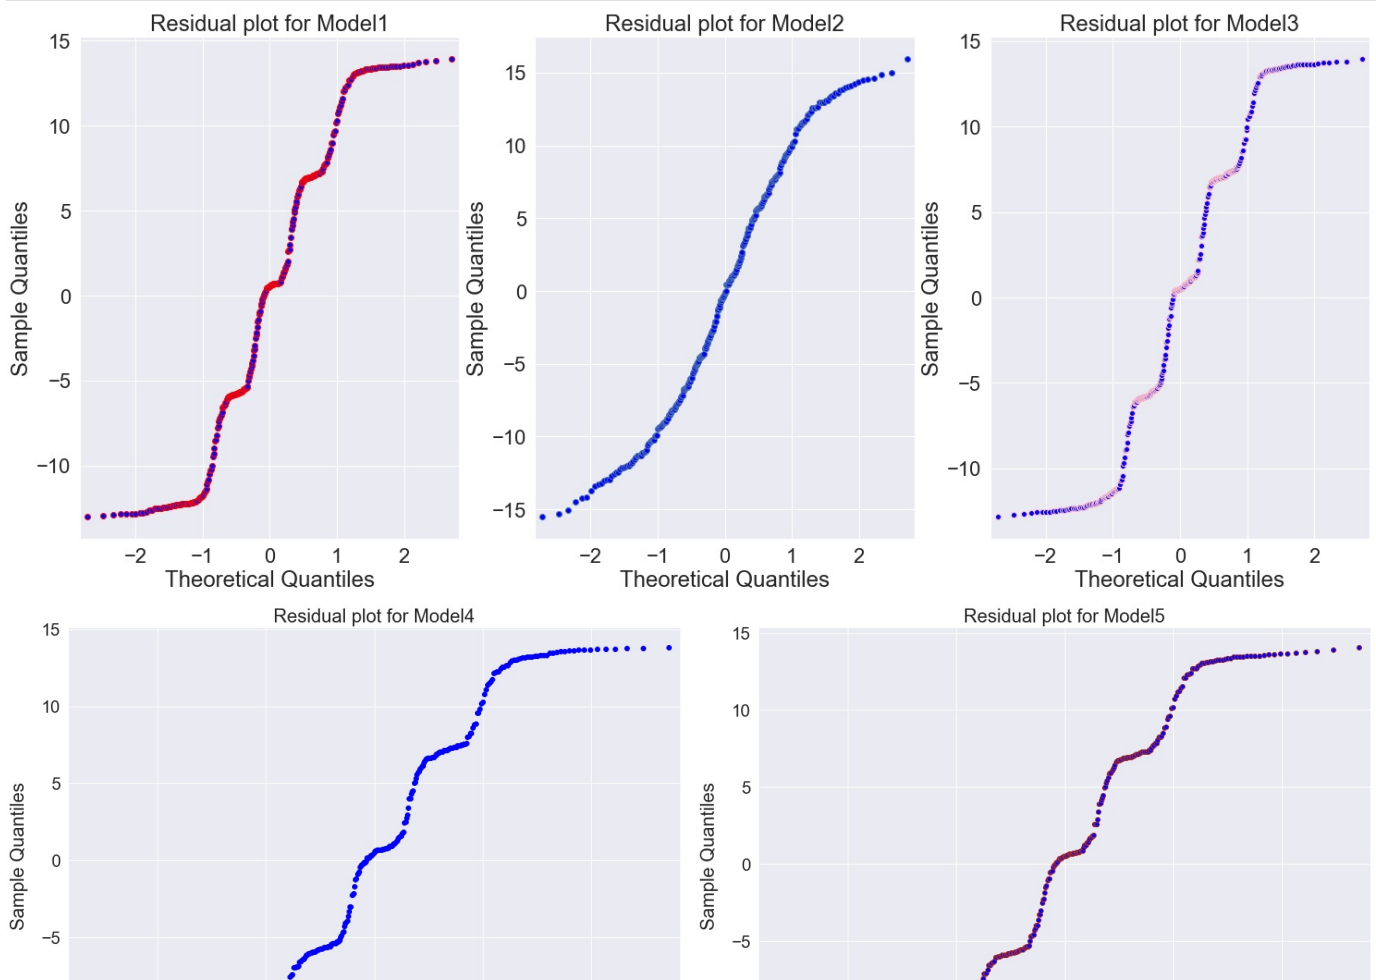 Residual plot for Model1
15
10
5
0
−5
−10
−2 −1 0 1 2
Theoretical Quantiles
Sample Quantiles
Residual plot for Model2
15
10
5
0
−5
−10
−15
−2 −1 0 1 2
Theoretical Quantiles
Sample Quantiles
Residual plot for Model3
15
10
5
0
−5
−10
−2 −1 0 1 2
Theoretical Quantiles
Sample Quantiles
Residual plot for Model4
15
10
5
0
−5
Sample Quantiles
Residual plot for Model5
15
10
5
0
−5
Sample Quantiles